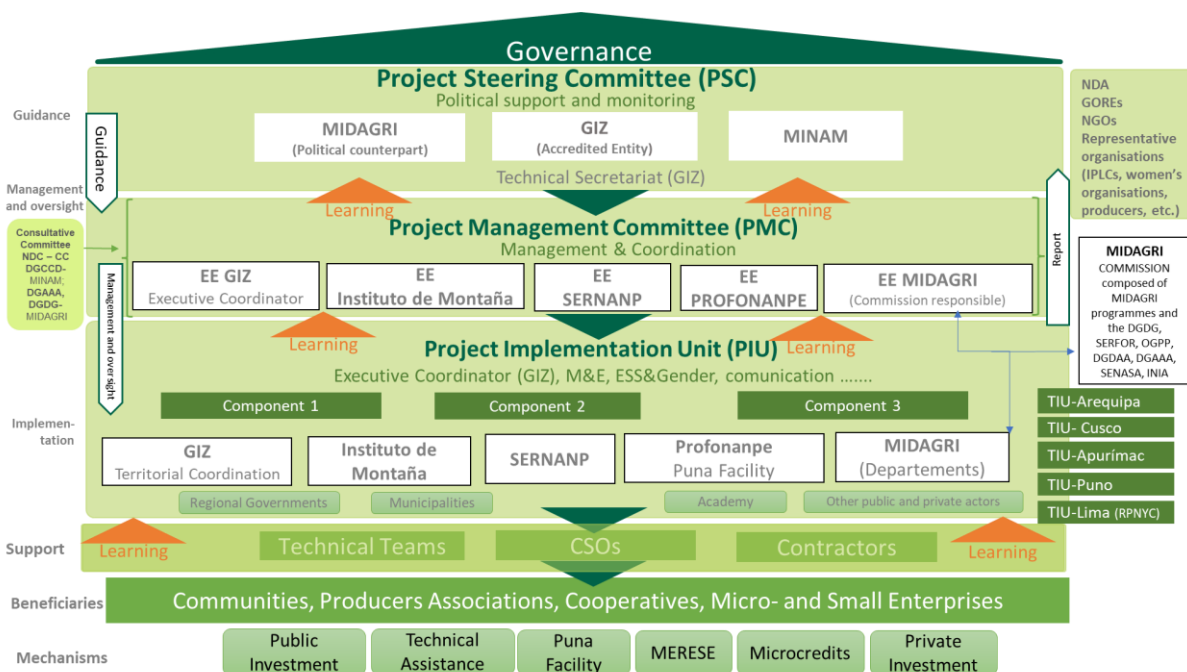 Governance
Project Steering Committee (PSC)
Political support and monitoring
Guidance
Guidance
MIDAGRI
(Political counterpart)
GIZ
(Accredited Entity)
MINAM
Technical Secretariat (GIZ)
NDA
GOREs
NGOs
Representative
organisations
(IPLCs, women's
organisations,
producers, etc.)
Management
and oversight
Learning
Learning
Project Management Committee (PMC)
Management & Coordination
Report
Consultative
Committee
NDC – CC
DGCCD-
MINAM;
DGAAA,
DGDG-
MIDAGRI
EE GIZ
Executive Coordinator
EE
Instituto de Montaña
EE
SERNANP
EE
PROFONANPE
EE MIDAGRI
(Commission responsible)
MIDAGRI
COMMISSION
composed of
MIDAGRI
programmes and
the DGDG,
SERFOR, OGPP,
DGDAA, DGAAA,
SENASA, INIA
Management and oversight
Learning
Learning
Project Implementation Unit (PIU)
Executive Coordinator (GIZ), M&E, ESS&Gender, comunication .......
Component 1
Component 2
Component 3
Implemen-
tation
GIZ
Territorial Coordination
Instituto de
Montaña
SERNANP
Profonanpe
Puna Facility
MIDAGRI
(Departements)
Regional Governments
Municipalities
Academy
Other public and private actors
TIU-Arequipa
TIU- Cusco
TIU-Apurímac
TIU-Puno
TIU-Lima (RPNYC)
Support
Learning
Technical Teams
CSOs
Contractors
Learning
Beneficiaries
Communities, Producers Associations, Cooperatives, Micro- and Small Enterprises
Mechanisms
Public
Investment
Technical
Assistance
Puna
Facility
MERESE
Microcredits
Private
Investment